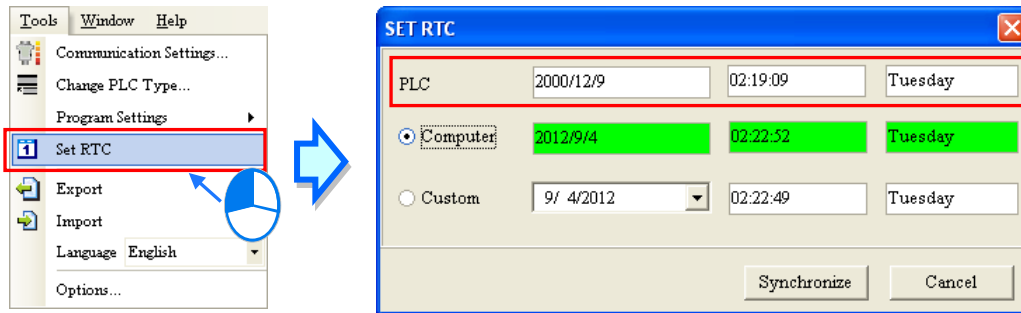 Tools Window Help
Communication Settings...
Change PLC Type...
Program Settings
1 Set RTC
Export
Import
Language English
Options...
SET RTC
PLC 2000/12/9 02:19:09 Tuesday
Computer 2012/9/4 02:22:52 Tuesday
Custom 9/ 4/2012 02:22:49 Tuesday
Synchronize Cancel